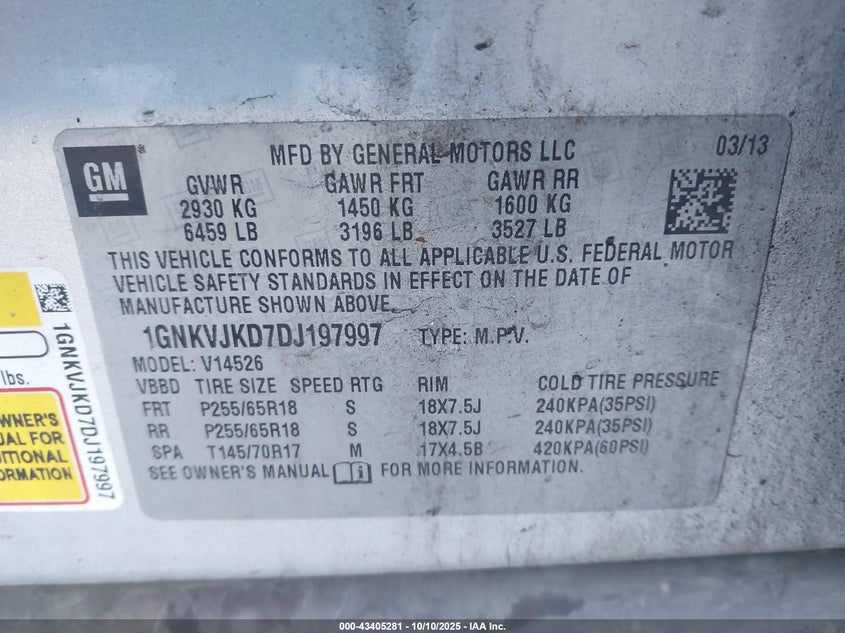 GM
®
MFD BY GENERAL MOTORS LLC
03/13
GVWR GAWR FRT GAWR RR
2930 KG 1450 KG 1600 KG
6459 LB 3196 LB 3527 LB
THIS VEHICLE CONFORMS TO ALL APPLICABLE U.S. FEDERAL MOTOR
VEHICLE SAFETY STANDARDS IN EFFECT ON THE DATE OF
MANUFACTURE SHOWN ABOVE.
1GNKVJKD7DJ197997 TYPE: M.P.V.
MODEL: V14526
VBBD TIRE SIZE SPEED RTG RIM COLD TIRE PRESSURE
FRT P255/65R18 S 18X7.5J 240KPA(35PSI)
RR P255/65R18 S 18X7.5J 240KPA(35PSI)
SPA T145/70R17 M 17X4.5B 420KPA(60PSI)
SEE OWNER'S MANUAL FOR MORE INFORMATION.
lbs.
1GNKVJKD7DJ197997
OWNER'S
FOR
000-43405281 - 10/10/2025 - IAA Inc.